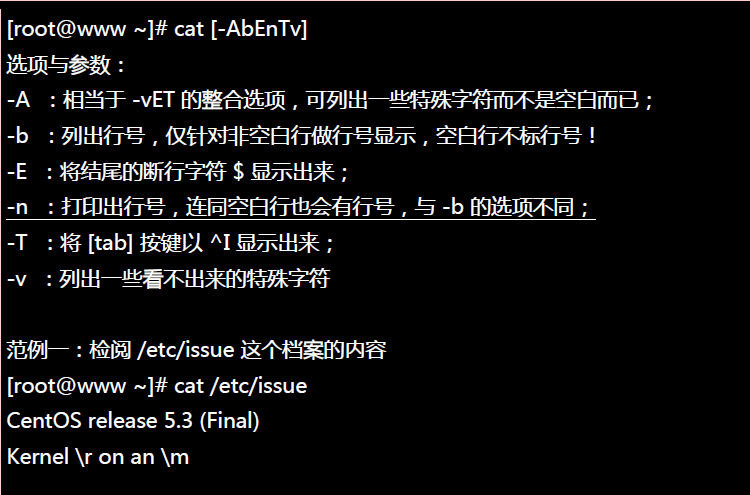 [root@www ~]# cat [-AbEnTv]
选项与参数：
-A ：相当于 -vET 的整合选项，可列出一些特殊字符而不是空白而已；
-b ：列出行号，仅针对非空白行做行号显示，空白行不标行号！
-E ：将结尾的断行字符 $ 显示出来；
-n ：打印出行号，连同空白行也会有行号，与 -b 的选项不同；
-T ：将 [tab] 按键以 ^I 显示出来；
-v ：列出一些看不出来的特殊字符
范例一：检阅 /etc/issue 这个档案的内容
[root@www ~]# cat /etc/issue
CentOS release 5.3 (Final)
Kernel \r on an \m